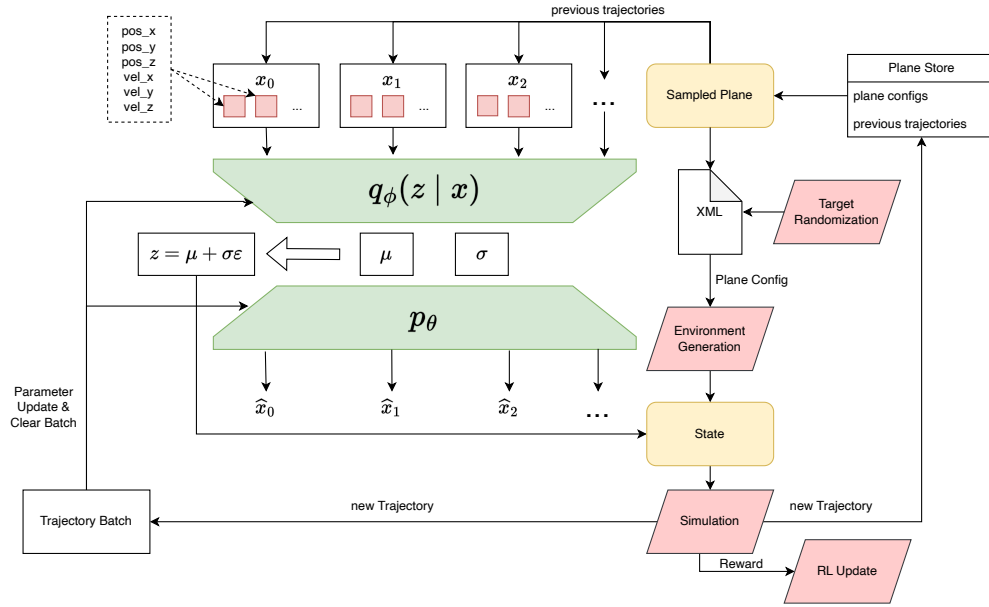 previous trajectories
pos_x
pos_y
pos_z
vel_x
vel_y
vel_z
x₀
...
x₁
...
x₂
...
...
Sampled Plane
Plane Store
plane configs
previous trajectories
q_ϕ(z | x)
XML
Target
Randomization
z = μ + σε
μ
σ
Plane Config
p_θ
Environment
Generation
x̂₀
x̂₁
x̂₂
...
Parameter
Update &
Clear Batch
State
Trajectory Batch
new Trajectory
Simulation
new Trajectory
Reward
RL Update